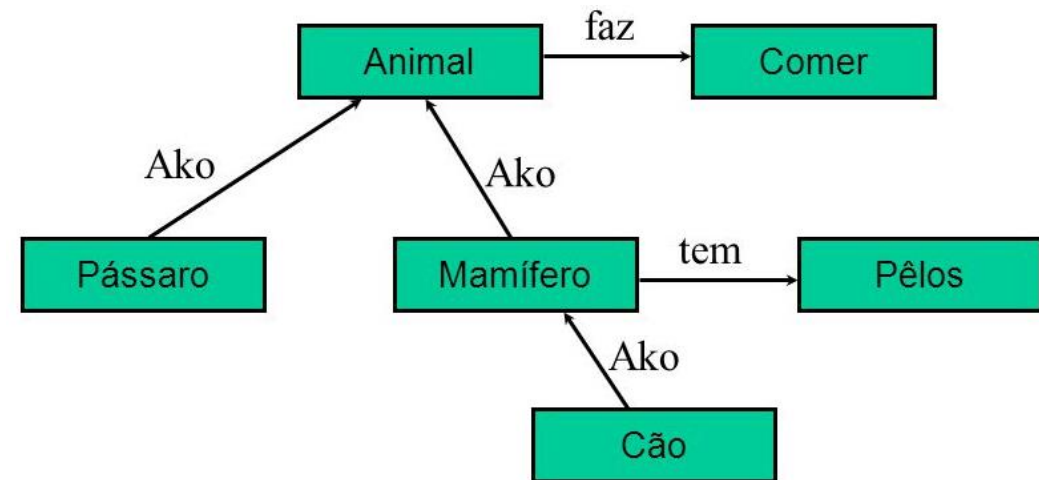 faz
Animal
Comer
Ako
Ako
Pássaro
Mamífero
tem
Pêlos
Ako
Cão